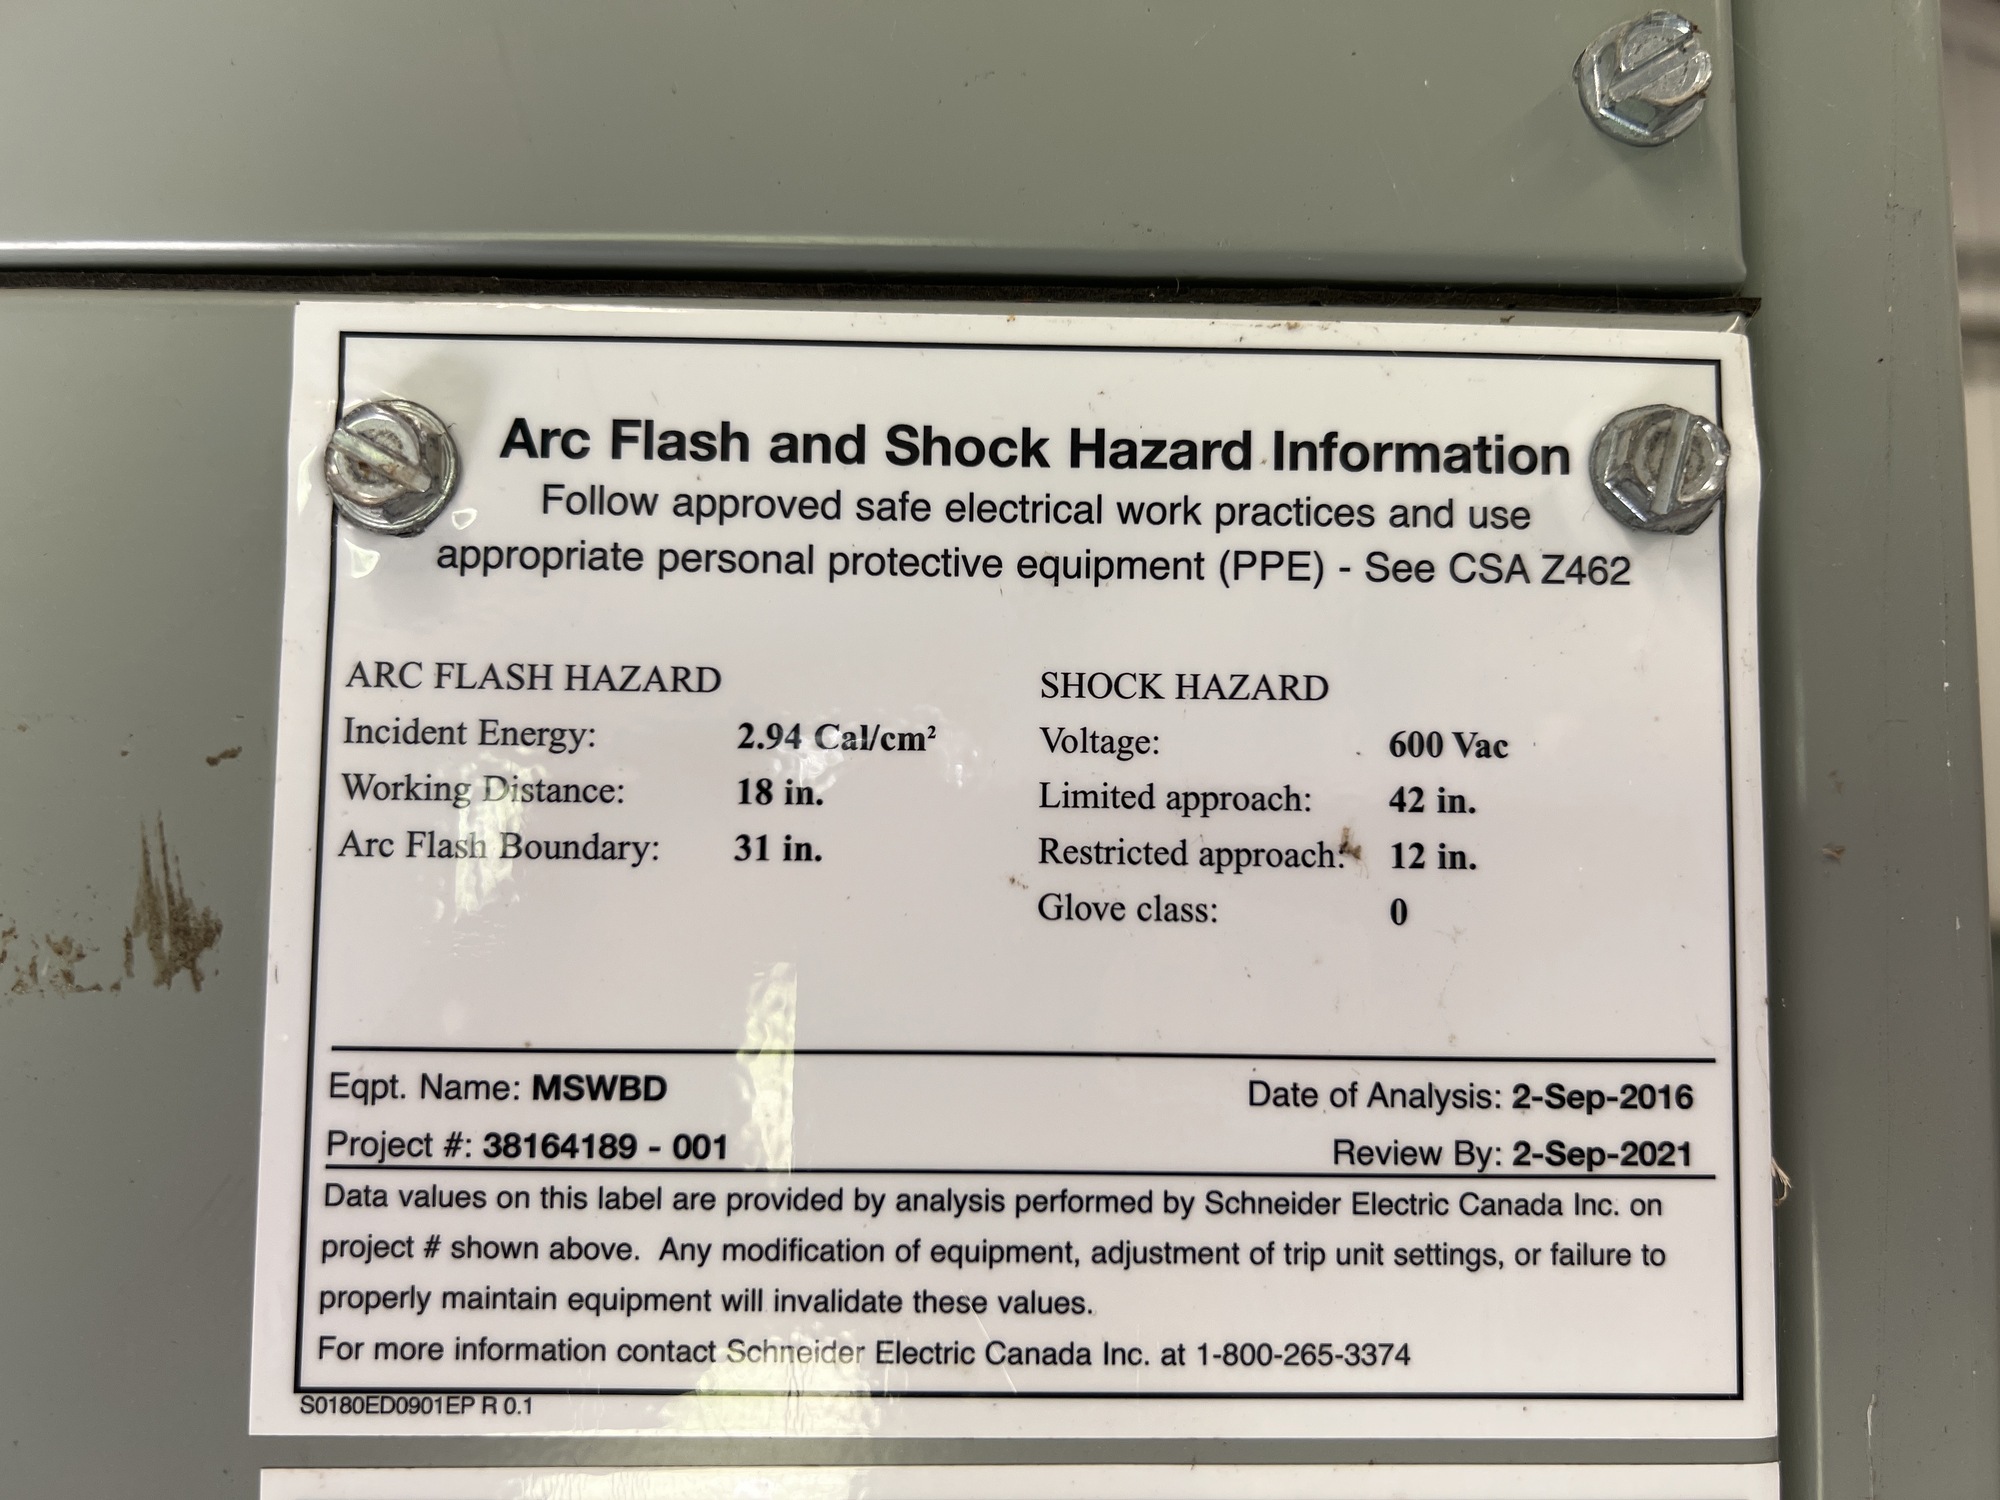 Arc Flash and Shock Hazard Information
Follow approved safe electrical work practices and use
appropriate personal protective equipment (PPE) - See CSA Z462
ARC FLASH HAZARD
Incident Energy: 2.94 Cal/cm²
Working Distance: 18 in.
Arc Flash Boundary: 31 in.
SHOCK HAZARD
Voltage: 600 Vac
Limited approach: 42 in.
Restricted approach: 12 in.
Glove class: 0
Eqpt. Name: MSWBD
Project #: 38164189 - 001
Date of Analysis: 2-Sep-2016
Review By: 2-Sep-2021
Data values on this label are provided by analysis performed by Schneider Electric Canada Inc. on
project # shown above. Any modification of equipment, adjustment of trip unit settings, or failure to
properly maintain equipment will invalidate these values.
For more information contact Schneider Electric Canada Inc. at 1-800-265-3374
S0180ED0901EP R 0.1